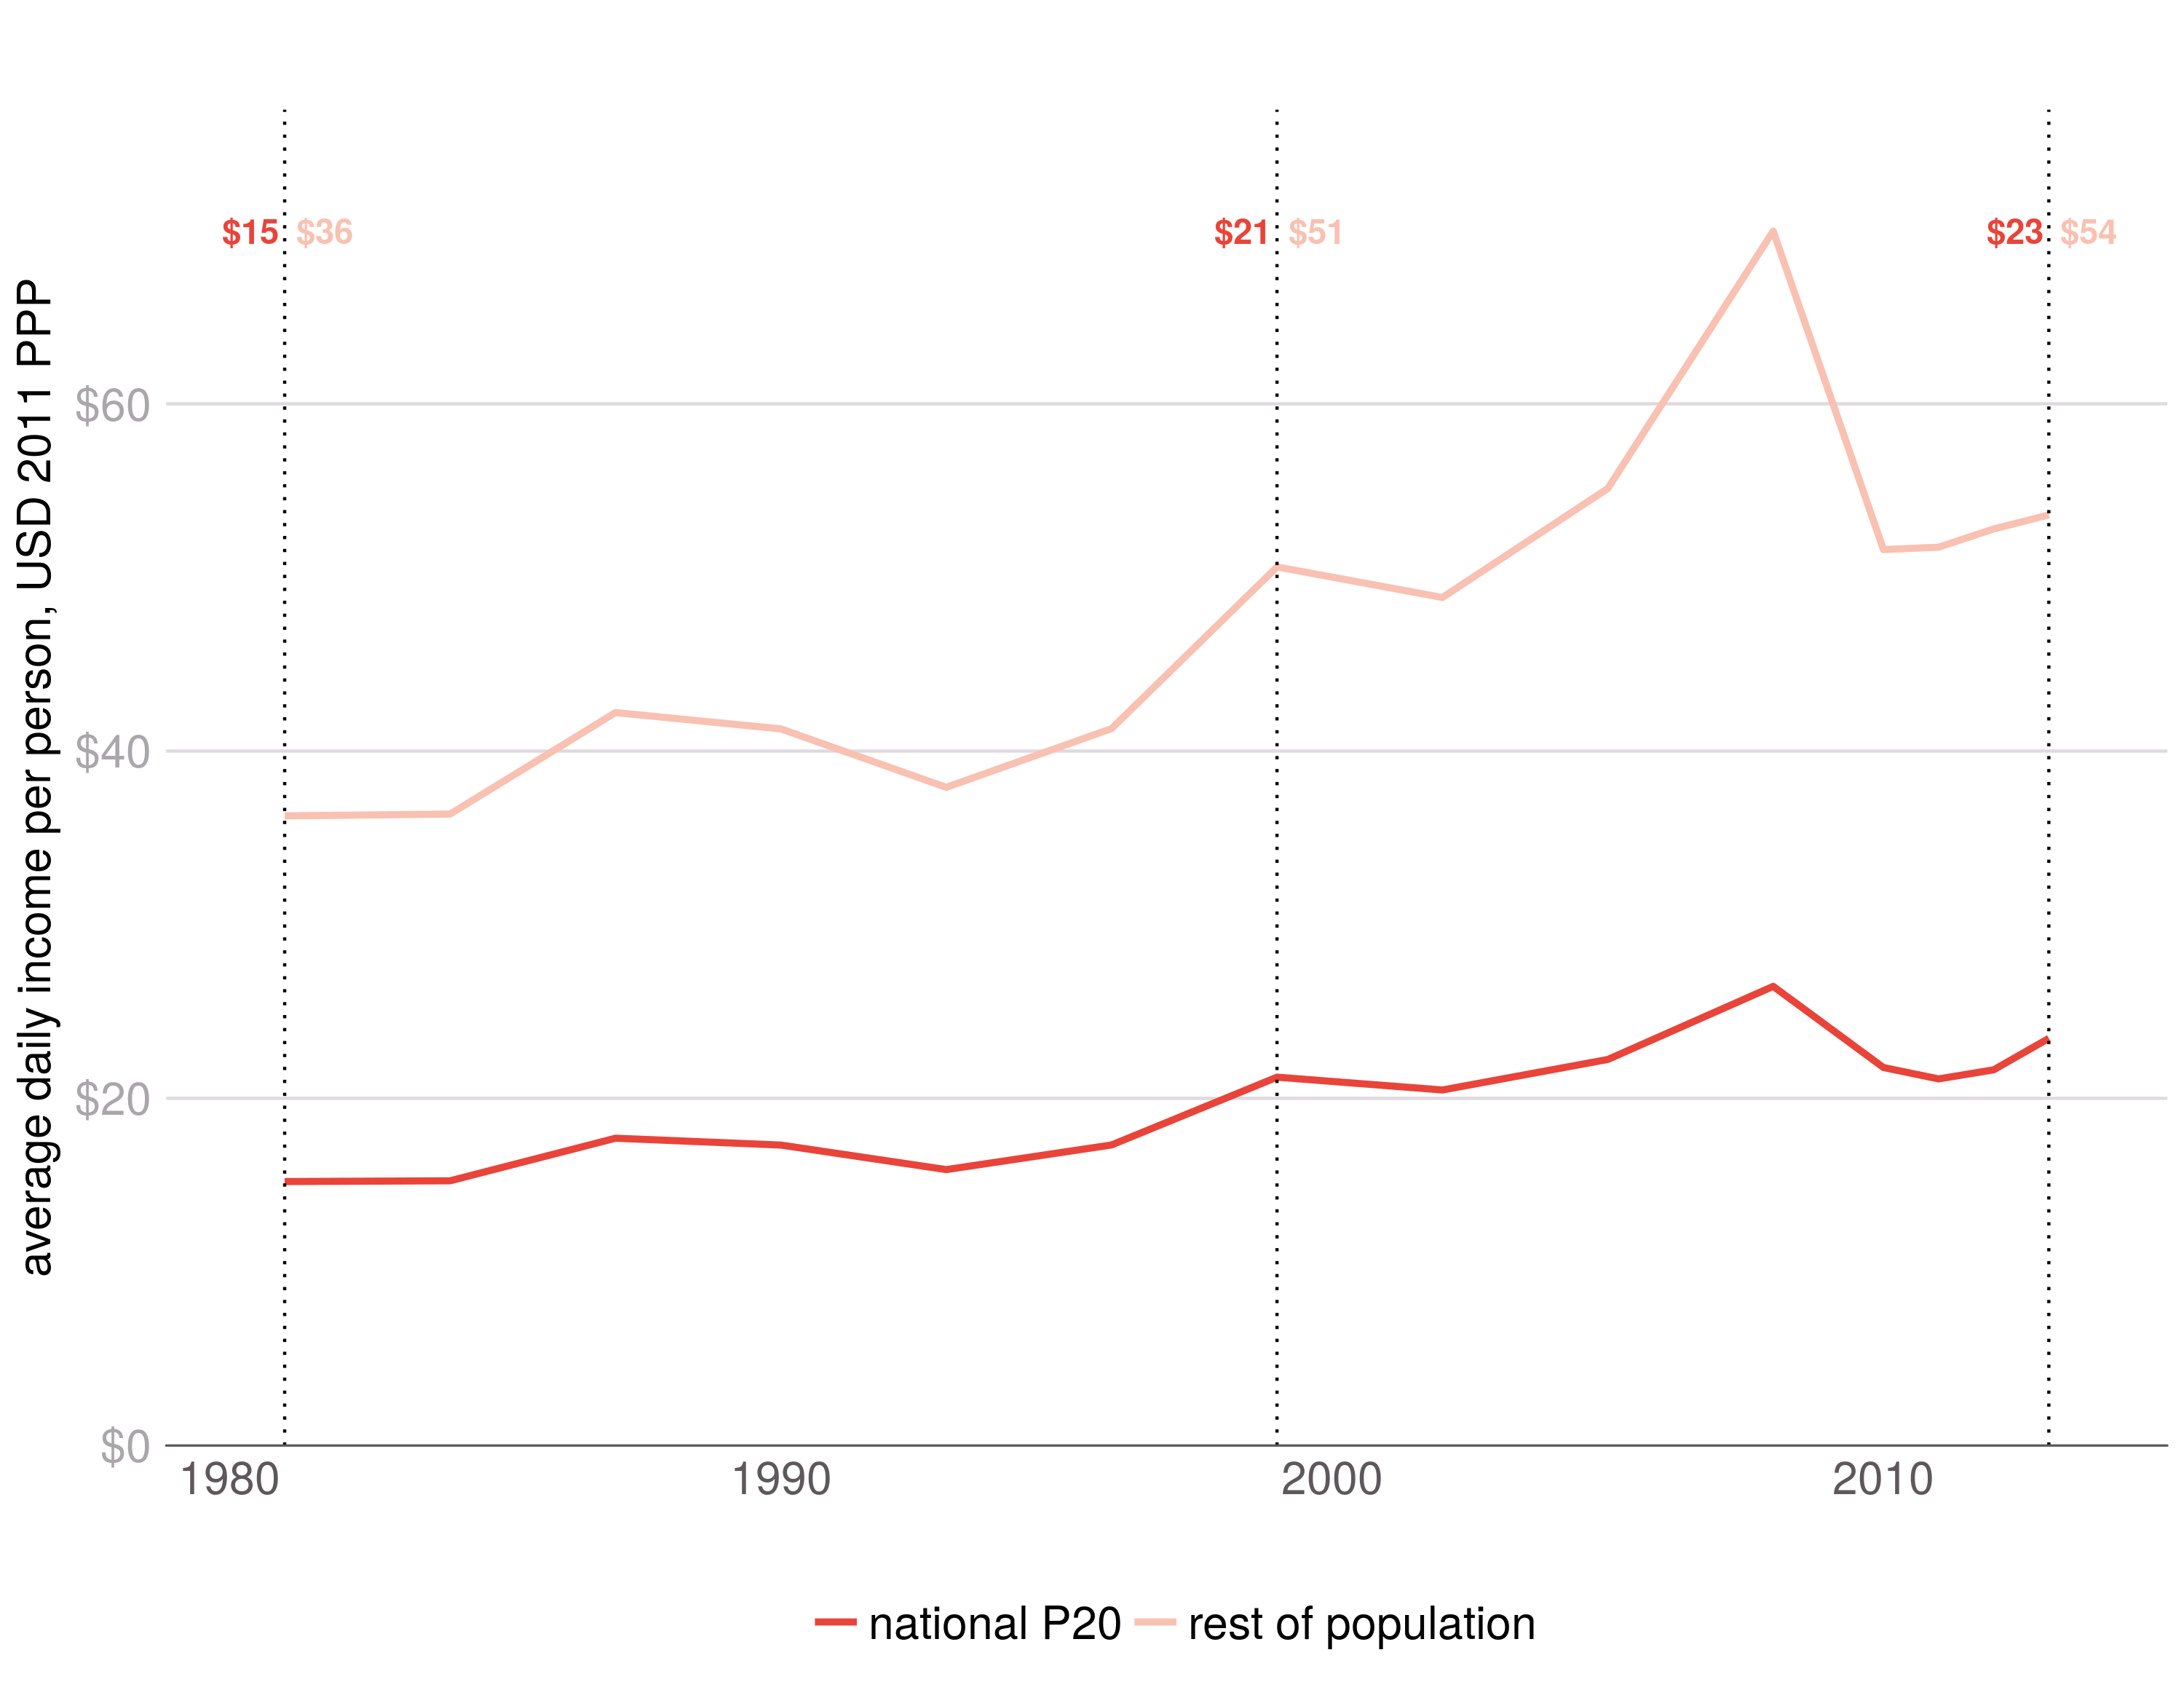 $15 $36 $21 $51 $23 $54
average daily income per person, USD 2011 PPP
$60
$40
$20
$0
1980 1990 2000 2010
national P20 rest of population